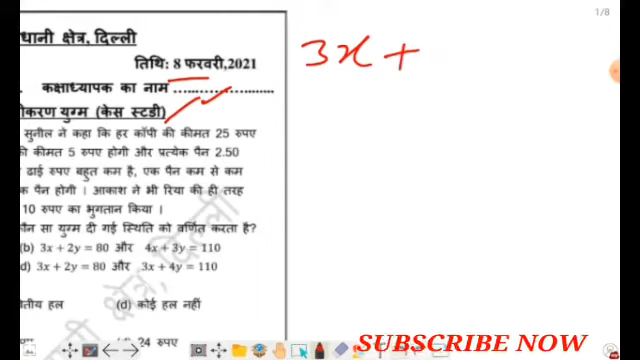 1/8
धानी क्षेत्र, दिल्ली
3x +
तिथि: 8 फरवरी,2021
कक्षाध्यापक का नाम ………………
ीकरण युग्म (केस स्टडी)
सुनील ने कहा कि हर कॉपी की कीमत 25 रुपए
की कीमत 5 रुपए होगी और प्रत्येक पैन 2.50
ढाई रुपए बहुत कम है, एक पैन कम से कम
क पैन होगी । आकाश ने भी रिया की ही तरह
10 रुपए का भुगतान किया ।
कौन सा युग्म दी गई स्थिति को वर्णित करता है?
(b) 3x + 2y = 80 और 4x + 3y = 110
d) 3x + 2y = 80 और 3x + 4y = 110
क्षेत्र, दिल्ली
तीय हल (d) कोई हल नहीं
24 रुपए
SUBSCRIBE NOW